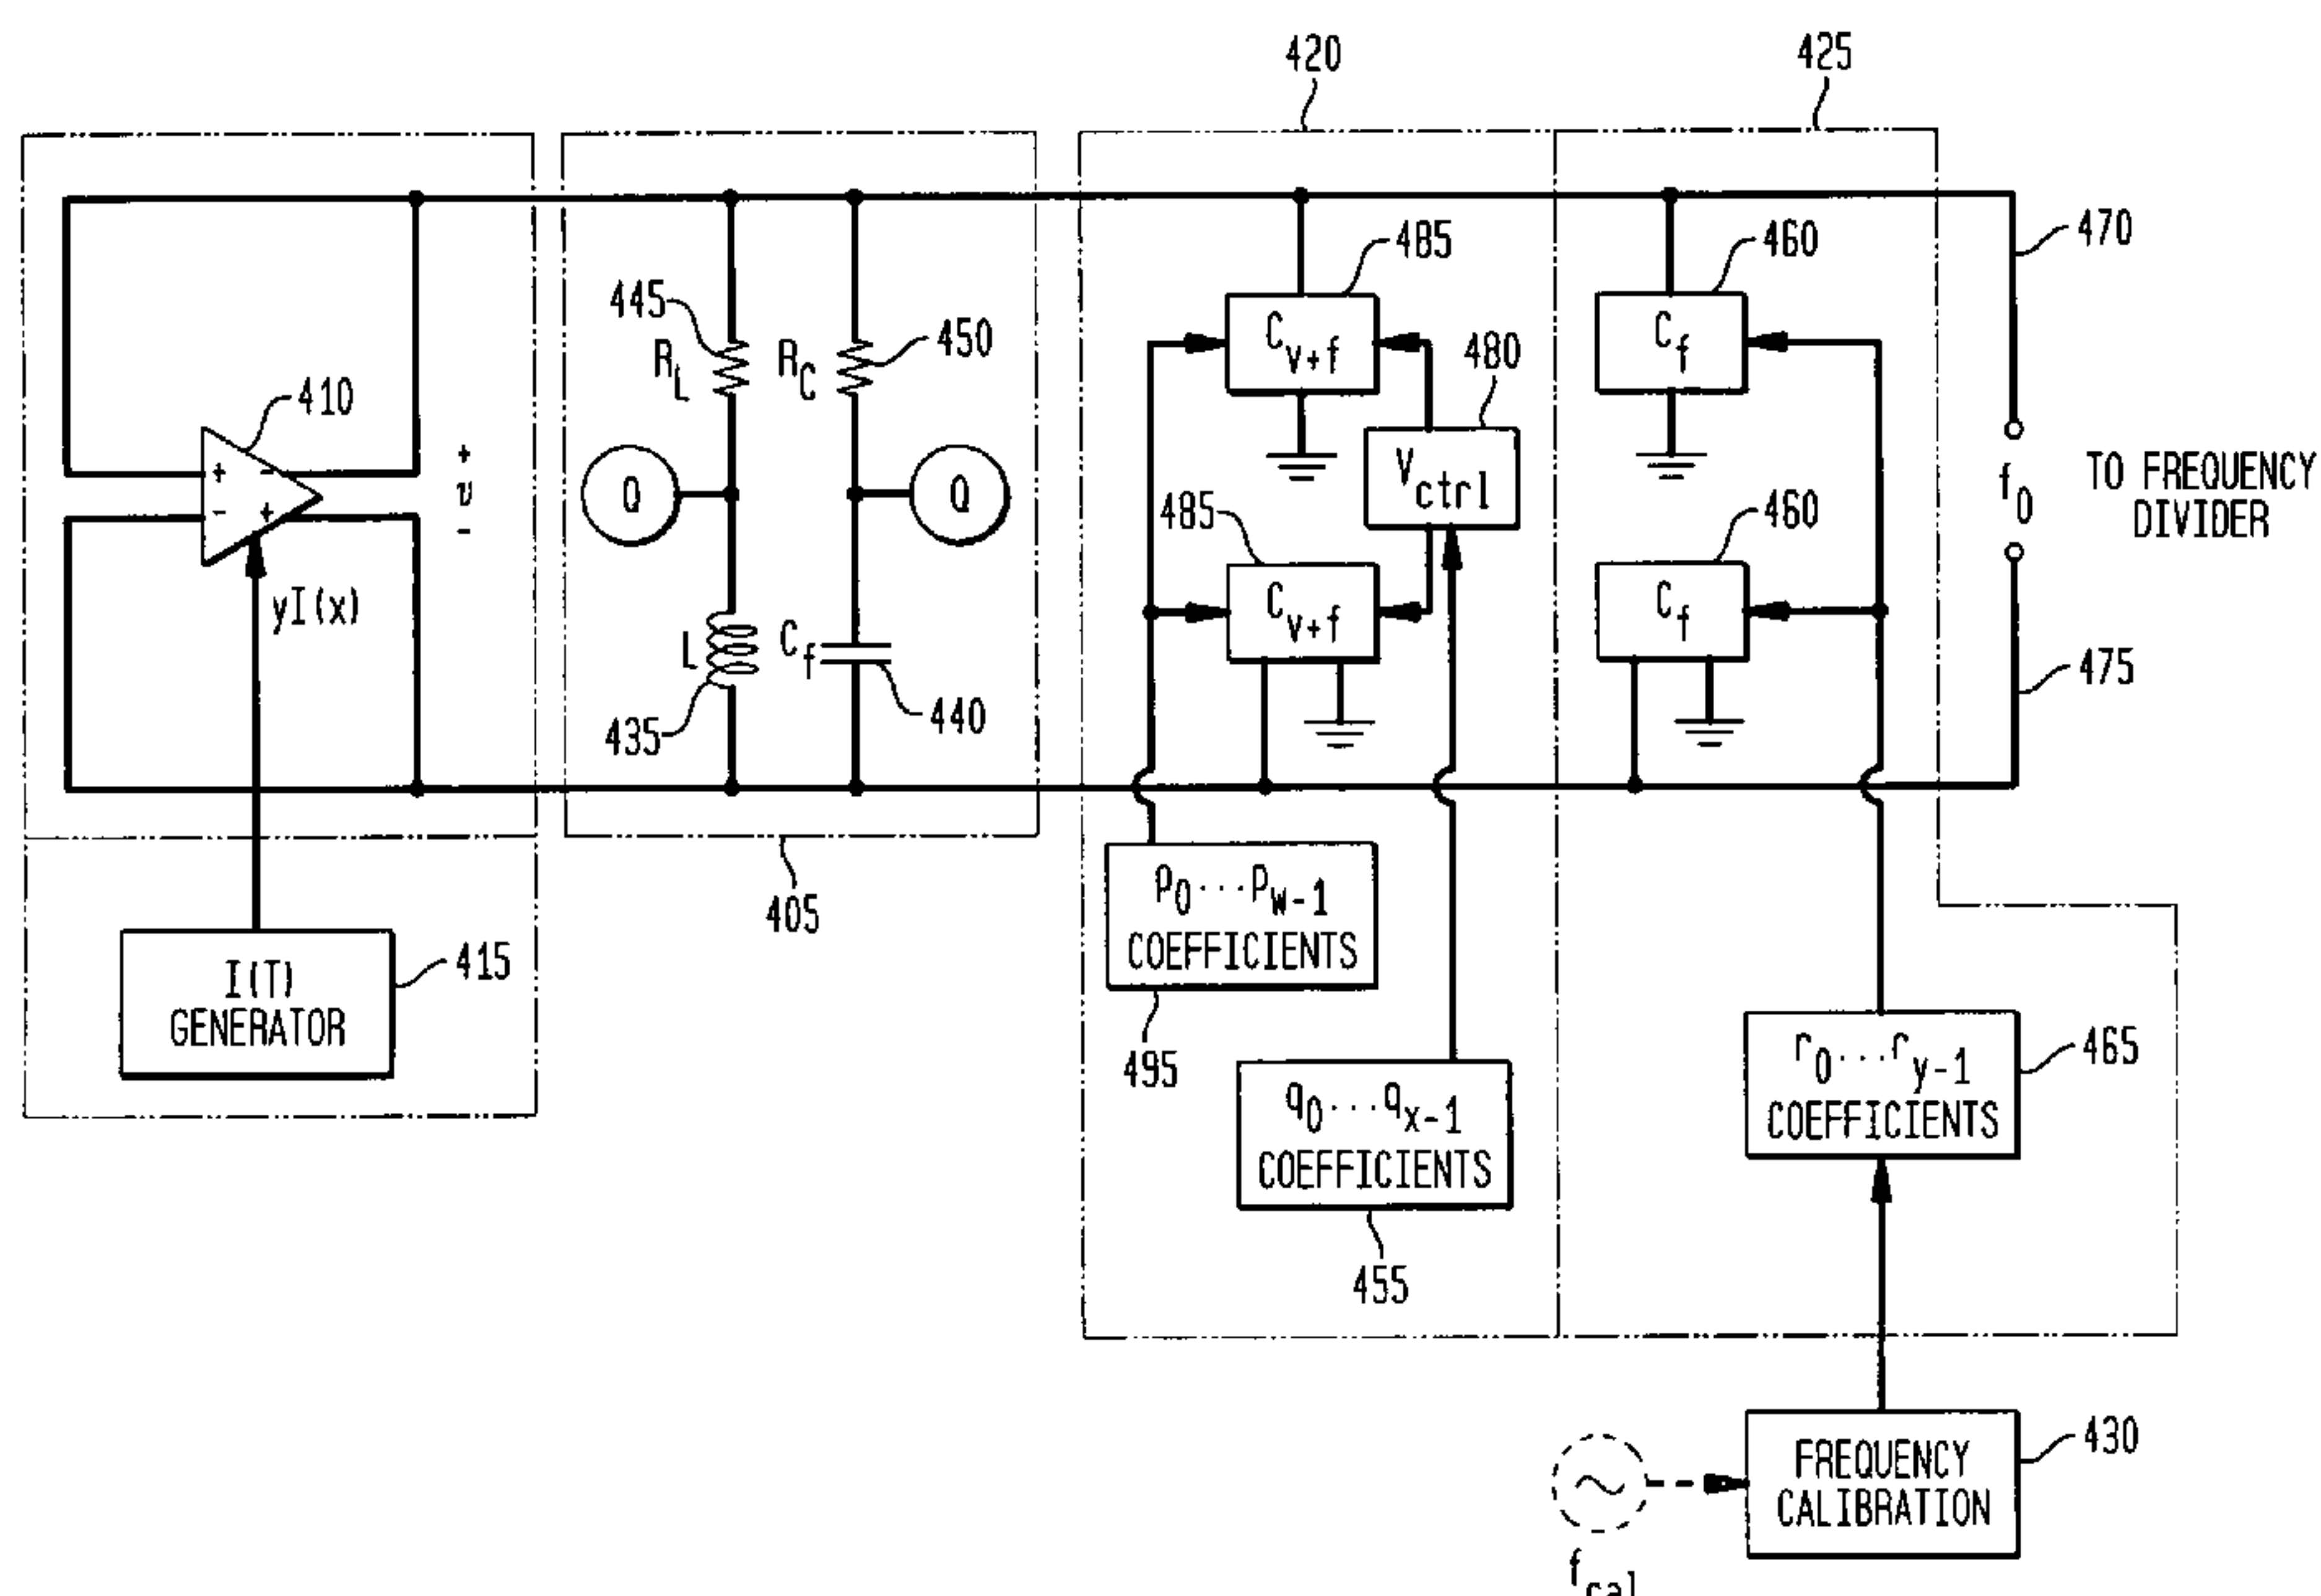 420
425
485
460
470
445
R_L
R_C
450
C_v+f
480
C_f
410
+ -
- +
+
v
-
Q
Q
V_ctrl
f_0
TO FREQUENCY
DIVIDER
485
460
yI(x)
C_v+f
C_f
L
C_f
475
435
440
p_0...p_w-1
COEFFICIENTS
405
I(T)
GENERATOR
415
495
q_0...q_x-1
COEFFICIENTS
455
r_0...r_y-1
COEFFICIENTS
465
FREQUENCY
CALIBRATION
430
f_cal